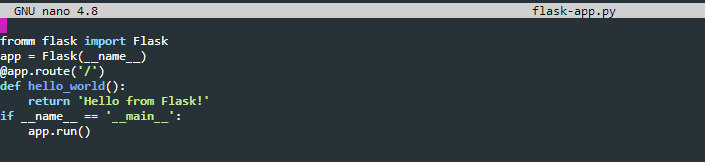 GNU nano 4.8 flask-app.py
fromm flask import Flask
app = Flask(__name__)
@app.route('/')
def hello_world():
    return 'Hello from Flask!'
if __name__ == '__main__':
    app.run()